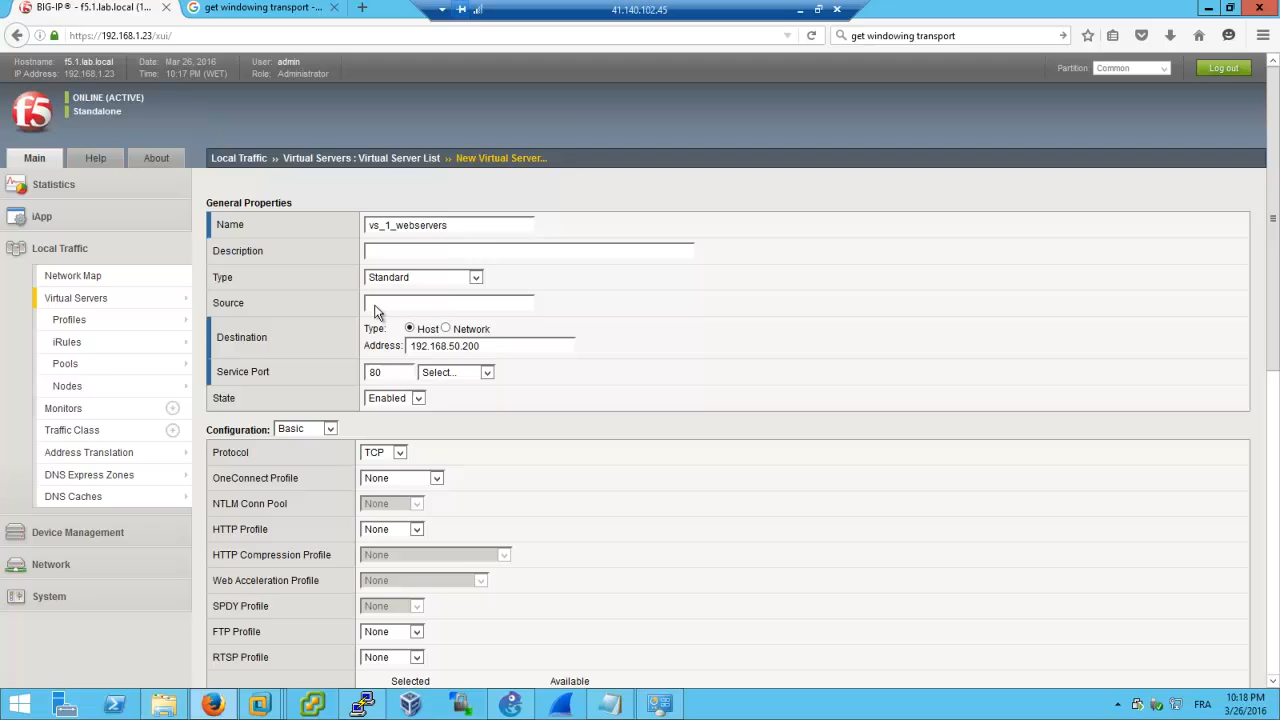 BIG-IP® - f5.1.lab.local (1...
get windowing transport -...
41.140.102.45
https://192.168.1.23/xui/
get windowing transport
Hostname: f5.1.lab.local
IP Address: 192.168.1.23
Date: Mar 26, 2016
Time: 10:17 PM (WET)
User: admin
Role: Administrator
Partition: Common
Log out
f5
ONLINE (ACTIVE)
Standalone
Main
Help
About
Local Traffic ›› Virtual Servers : Virtual Server List ›› New Virtual Server...
Statistics
iApp
Local Traffic
Network Map
Virtual Servers
Profiles
iRules
Pools
Nodes
Monitors
Traffic Class
Address Translation
DNS Express Zones
DNS Caches
Device Management
Network
System
General Properties
Name vs_1_webservers
Description
Type Standard
Source
Destination
Type: Host Network
Address: 192.168.50.200
Service Port 80 Select...
State Enabled
Configuration: Basic
Protocol TCP
OneConnect Profile None
NTLM Conn Pool None
HTTP Profile None
HTTP Compression Profile None
Web Acceleration Profile None
SPDY Profile None
FTP Profile None
RTSP Profile None
Selected Available
FRA
10:18 PM
3/26/2016